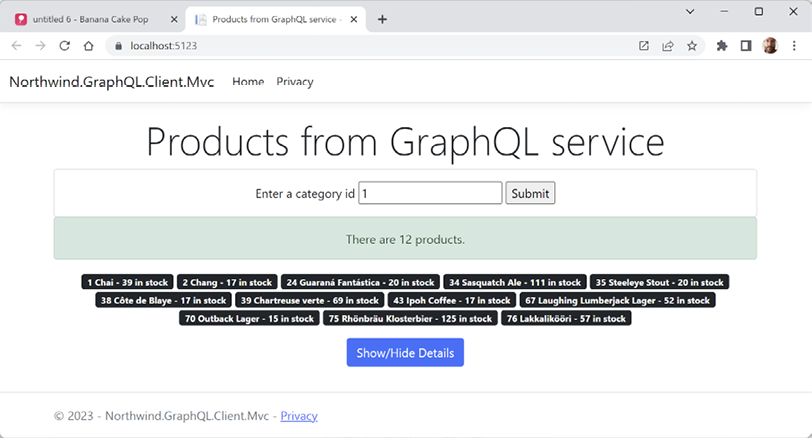 untitled 6 - Banana Cake Pop
Products from GraphQL service -
localhost:5123
Northwind.GraphQL.Client.Mvc Home Privacy
Products from GraphQL service
Enter a category id 1 Submit
There are 12 products.
1 Chai - 39 in stock 2 Chang - 17 in stock 24 Guaraná Fantástica - 20 in stock 34 Sasquatch Ale - 111 in stock 35 Steeleye Stout - 20 in stock
38 Côte de Blaye - 17 in stock 39 Chartreuse verte - 69 in stock 43 Ipoh Coffee - 17 in stock 67 Laughing Lumberjack Lager - 52 in stock
70 Outback Lager - 15 in stock 75 Rhönbräu Klosterbier - 125 in stock 76 Lakkalikööri - 57 in stock
Show/Hide Details
© 2023 - Northwind.GraphQL.Client.Mvc - Privacy